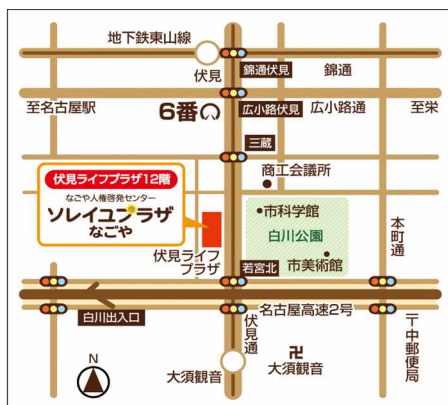 地下鉄東山線
伏見
錦通伏見
錦通
至名古屋駅
6番
広小路伏見
広小路通
至栄
三蔵
商工会議所
伏見ライフプラザ12階
なごや人権啓発センター
ソレイユプラザ
なごや
市科学館
白川公園
市美術館
本町通
伏見ライフ
プラザ
若宮北
白川出入口
名古屋高速2号
伏見通
〒中郵便局
N
大須観音
卍
大須観音